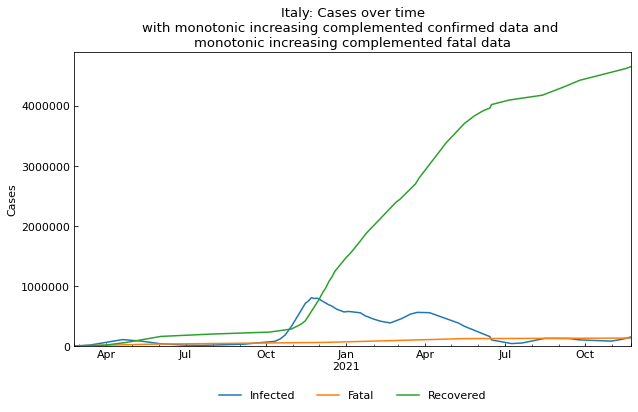 Italy: Cases over time
with monotonic increasing complemented confirmed data and
monotonic increasing complemented fatal data
4000000
3000000
2000000
1000000
0
Cases
Apr Jul Oct Jan Apr Jul Oct
2021
Infected Fatal Recovered